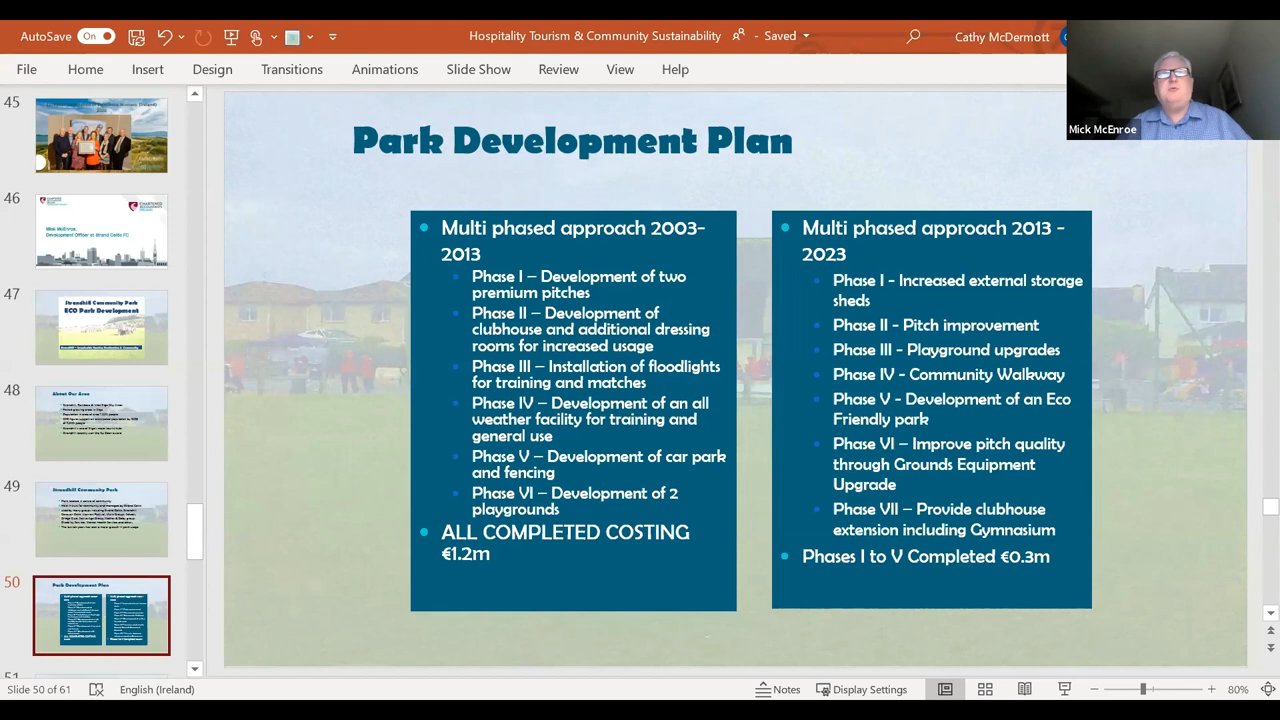 AutoSave On
Hospitality Tourism & Community Sustainability
Saved
Cathy McDermott
File Home Insert Design Transitions Animations Slide Show Review View Help
Mick McEnroe
45
46
Mick McEnroe,
Development Officer at Strand Celtic FC
47
Strandhill Community Park
ECO Park Development
48
About Our Area
49
Strandhill Community Park
50
Park Development Plan
51
Park Development Plan
Multi phased approach 2003-
2013
Phase I – Development of two
premium pitches
Phase II – Development of
clubhouse and additional dressing
rooms for increased usage
Phase III – Installation of floodlights
for training and matches
Phase IV – Development of an all
weather facility for training and
general use
Phase V – Development of car park
and fencing
Phase VI – Development of 2
playgrounds
ALL COMPLETED COSTING
€1.2m
Multi phased approach 2013 -
2023
Phase I - Increased external storage
sheds
Phase II - Pitch improvement
Phase III - Playground upgrades
Phase IV - Community Walkway
Phase V - Development of an Eco
Friendly park
Phase VI – Improve pitch quality
through Grounds Equipment
Upgrade
Phase VII – Provide clubhouse
extension including Gymnasium
Phases I to V Completed €0.3m
Slide 50 of 61
English (Ireland)
Notes
Display Settings
80%